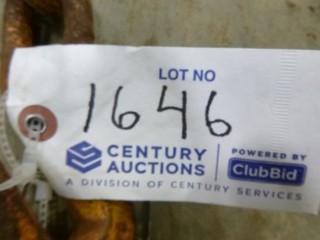 LOT NO
1646
CENTURY AUCTIONS
POWERED BY
ClubBid
A DIVISION OF CENTURY SERVICES